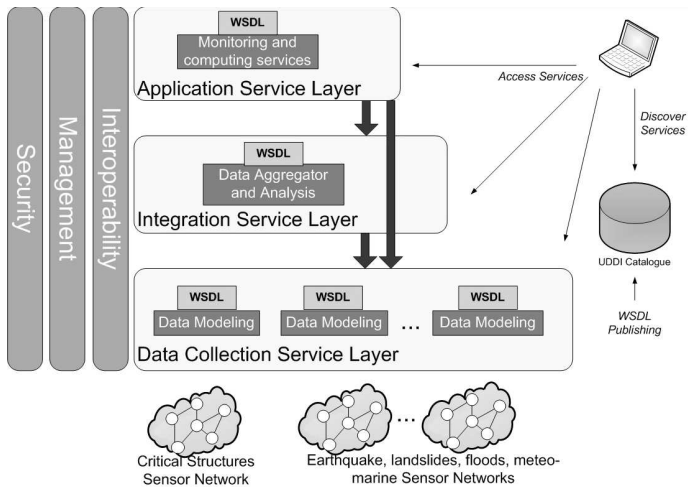 Security
Management
Interoperability
WSDL
Monitoring and
computing services
Application Service Layer
WSDL
Data Aggregator
and Analysis
Integration Service Layer
WSDL
Data Modeling
WSDL
Data Modeling
...
WSDL
Data Modeling
Data Collection Service Layer
Access Services
Discover
Services
UDDI Catalogue
WSDL
Publishing
...
Critical Structures
Sensor Network
Earthquake, landslides, floods, meteo-
marine Sensor Networks